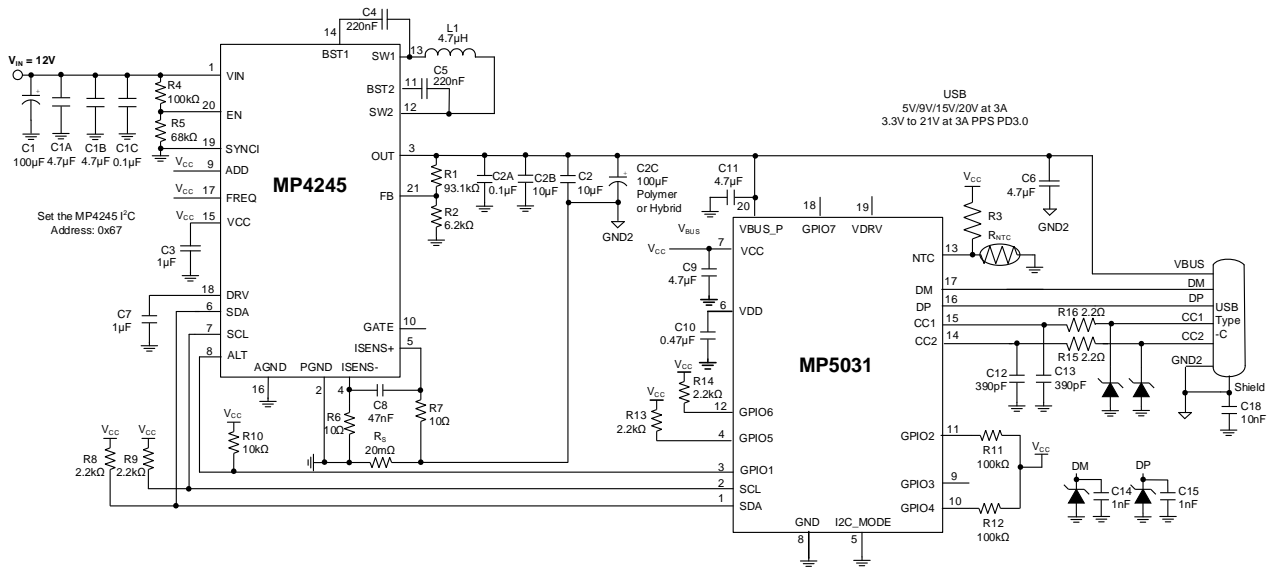 C4
220nF
14
BST1
SW1
13
L1
4.7µH
VIN = 12V
1
VIN
R4
100kΩ
C5
220nF
BST2
11
20
EN
SW2
12
R5
68kΩ
C1
100µF
C1A
4.7µF
C1B
4.7µF
C1C
0.1µF
19
SYNCI
VCC
9
ADD
OUT
3
MP4245
VCC
17
FREQ
FB
21
R1
93.1kΩ
R2
6.2kΩ
C2A
0.1µF
C2B
10µF
C2
10µF
C2C
100µF
Polymer
or Hybrid
GND2
Set the MP4245 I2C
Address: 0x67
VCC
15
VCC
C3
1µF
18
DRV
C7
1µF
6
SDA
7
SCL
8
ALT
GATE
10
ISENS+
5
AGND
PGND
ISENS-
16
2
4
C8
47nF
R6
10Ω
R7
10Ω
RS
20mΩ
VCC
R8
2.2kΩ
VCC
R9
2.2kΩ
VCC
R10
10kΩ
USB
5V/9V/15V/20V at 3A
3.3V to 21V at 3A PPS PD3.0
C11
4.7µF
20
18
19
VBUS_P
GPIO7
VDRV
VBUS
VCC
7
VCC
C9
4.7µF
6
VDD
C10
0.47µF
MP5031
VCC
R14
2.2kΩ
12
GPIO6
VCC
R13
2.2kΩ
4
GPIO5
3
GPIO1
2
SCL
1
SDA
GND
I2C_MODE
8
5
VCC
R3
RNTC
13
NTC
C6
4.7µF
GND2
17
DM
16
DP
15
CC1
14
CC2
R16 2.2Ω
R15 2.2Ω
C12
390pF
C13
390pF
VBUS
DM
DP
CC1
CC2
GND2
USB
Type
-C
Shield
C18
10nF
11
GPIO2
R11
100kΩ
VCC
9
GPIO3
10
GPIO4
R12
100kΩ
DM
C14
1nF
DP
C15
1nF